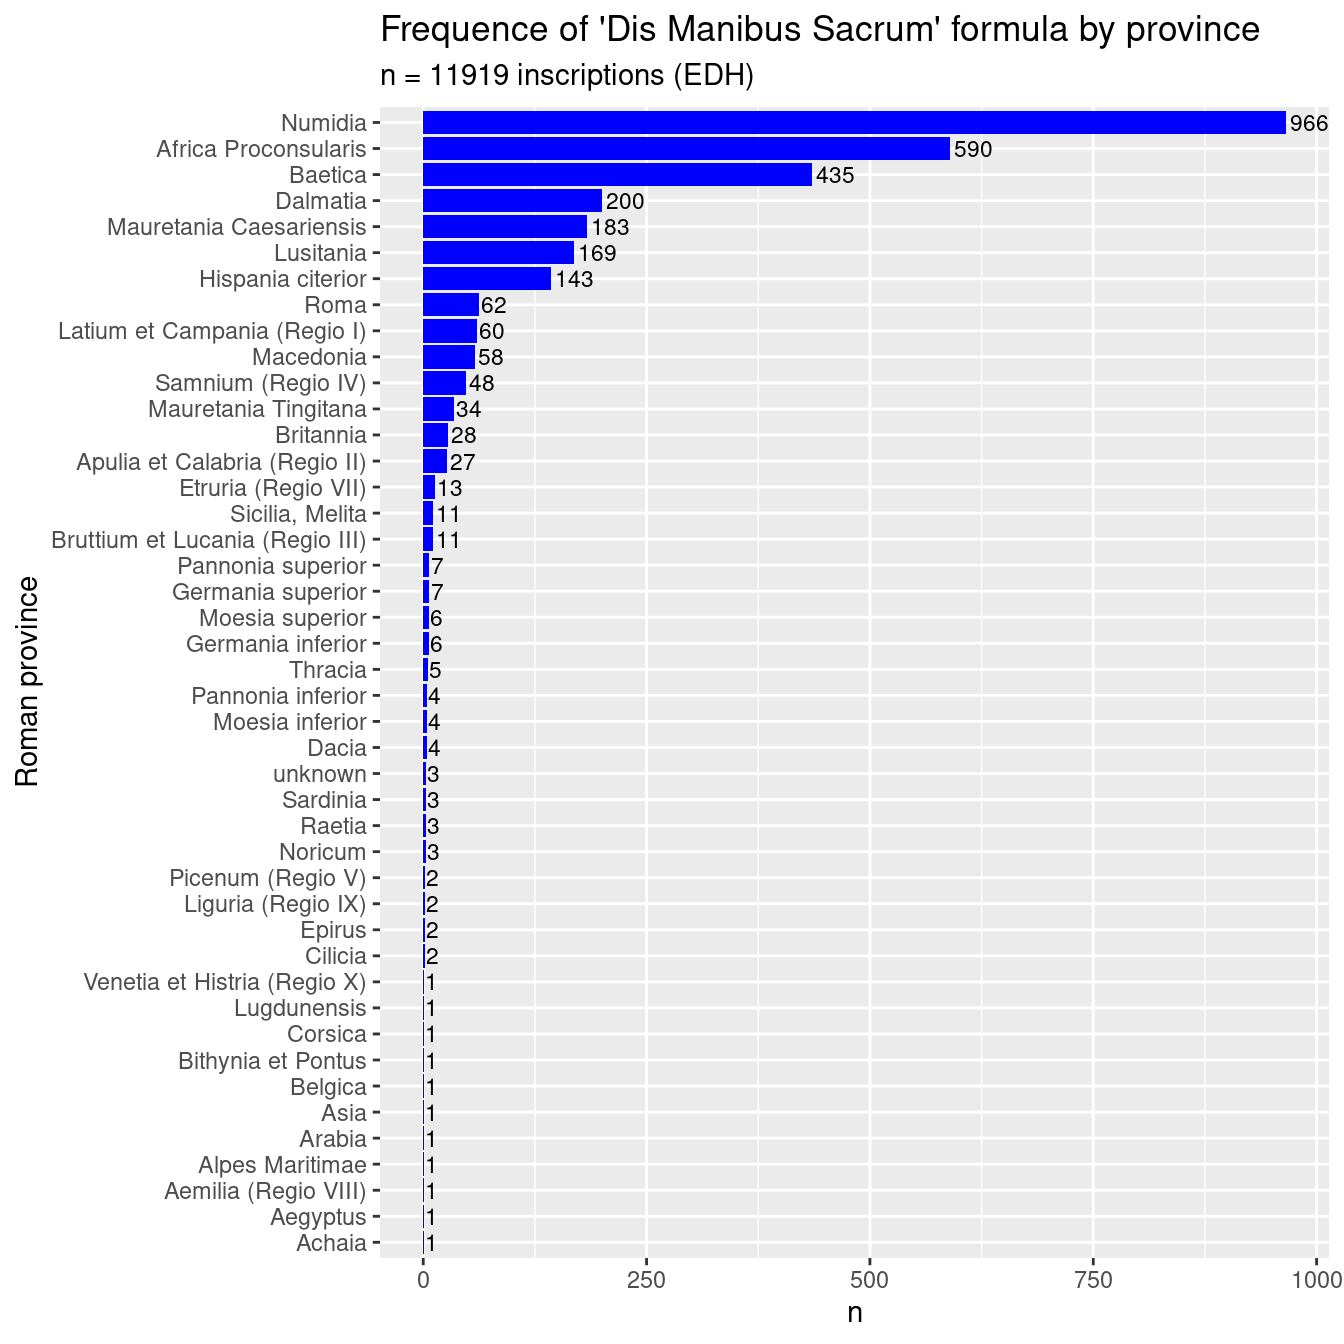 Frequence of 'Dis Manibus Sacrum' formula by province
n = 11919 inscriptions (EDH)
Roman province
Numidia 966
Africa Proconsularis 590
Baetica 435
Dalmatia 200
Mauretania Caesariensis 183
Lusitania 169
Hispania citerior 143
Roma 62
Latium et Campania (Regio I) 60
Macedonia 58
Samnium (Regio IV) 48
Mauretania Tingitana 34
Britannia 28
Apulia et Calabria (Regio II) 27
Etruria (Regio VII) 13
Sicilia, Melita 11
Bruttium et Lucania (Regio III) 11
Pannonia superior 7
Germania superior 7
Moesia superior 6
Germania inferior 6
Thracia 5
Pannonia inferior 4
Moesia inferior 4
Dacia 4
unknown 3
Sardinia 3
Raetia 3
Noricum 3
Picenum (Regio V) 2
Liguria (Regio IX) 2
Epirus 2
Cilicia 2
Venetia et Histria (Regio X) 1
Lugdunensis 1
Corsica 1
Bithynia et Pontus 1
Belgica 1
Asia 1
Arabia 1
Alpes Maritimae 1
Aemilia (Regio VIII) 1
Aegyptus 1
Achaia 1
0 250 500 750 1000
n